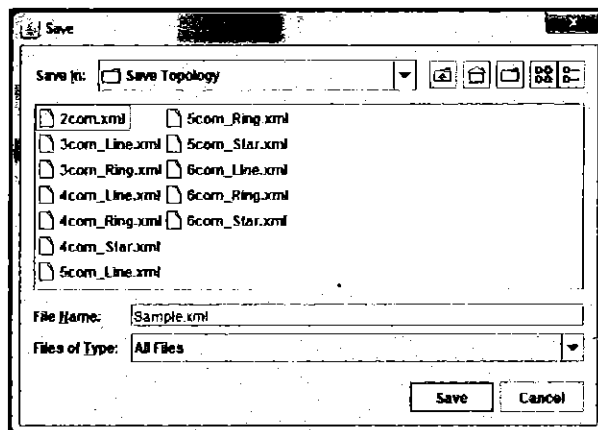 Save
Save In: Save Topology
2com.xml
3com_Line.xml
3com_Ring.xml
4com_Line.xml
4com_Ring.xml
4com_Star.xml
5com_Line.xml
5com_Ring.xml
5com_Star.xml
6com_Line.xml
6com_Ring.xml
6com_Star.xml
File Name: Sample.xml
Files of Type: All Files
Save Cancel